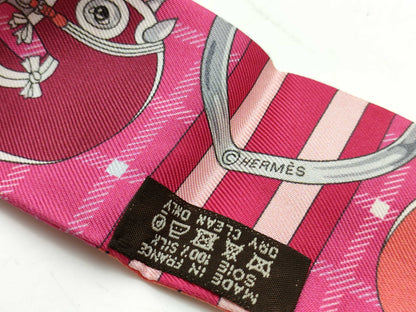 ©HERMÈS
MADE IN FRANCE
SOIE 100% SILK
DRY CLEAN ONLY